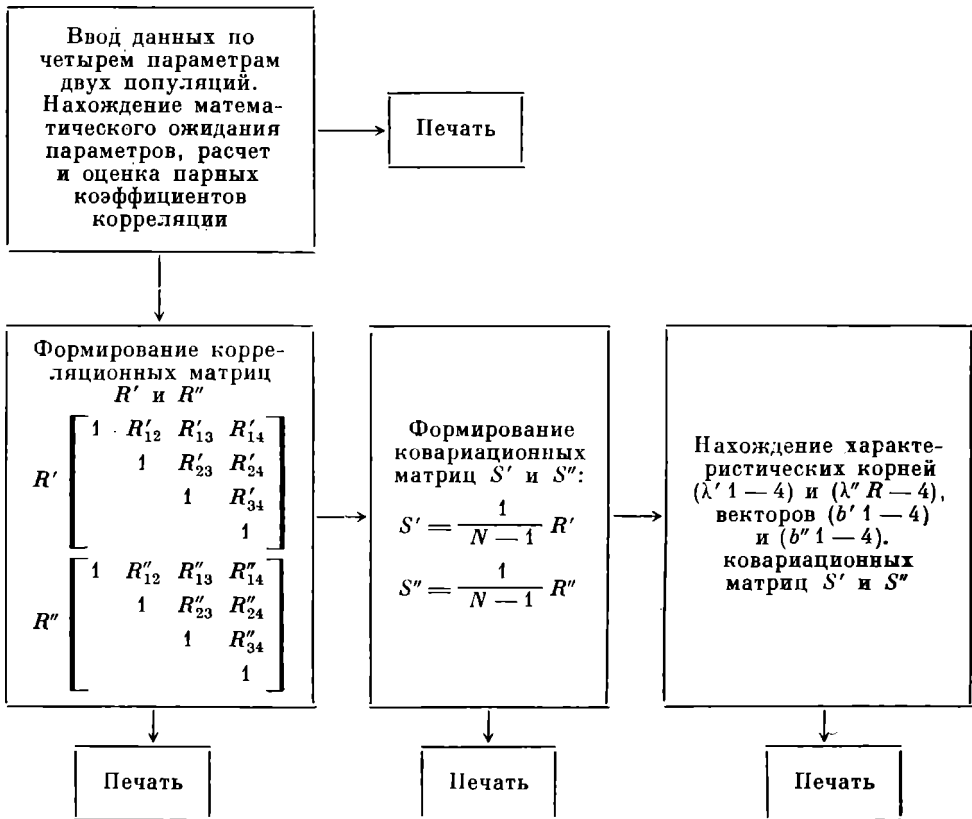 Ввод данных по
четырем параметрам
двух популяций.
Нахождение матема-
тического ожидания
параметров, расчет
и оценка парных
коэффициентов
корреляции
Печать
Формирование корре-
ляционных матриц
R′ и R″
R′ [1 R′₁₂ R′₁₃ R′₁₄
1 R′₂₃ R′₂₄
1 R′₃₄
1]
R″ [1 R″₁₂ R″₁₃ R″₁₄
1 R″₂₃ R″₂₄
1 R″₃₄
1]
Формирование
ковариационных
матриц S′ и S″:
S′ = 1 / (N — 1) R′
S″ = 1 / (N — 1) R″
Нахождение характе-
ристических корней
(λ′ 1 — 4) и (λ″ R — 4),
векторов (b′ 1 — 4)
и (b″ 1 — 4).
ковариационных
матриц S′ и S″
Печать
Печать
Печать